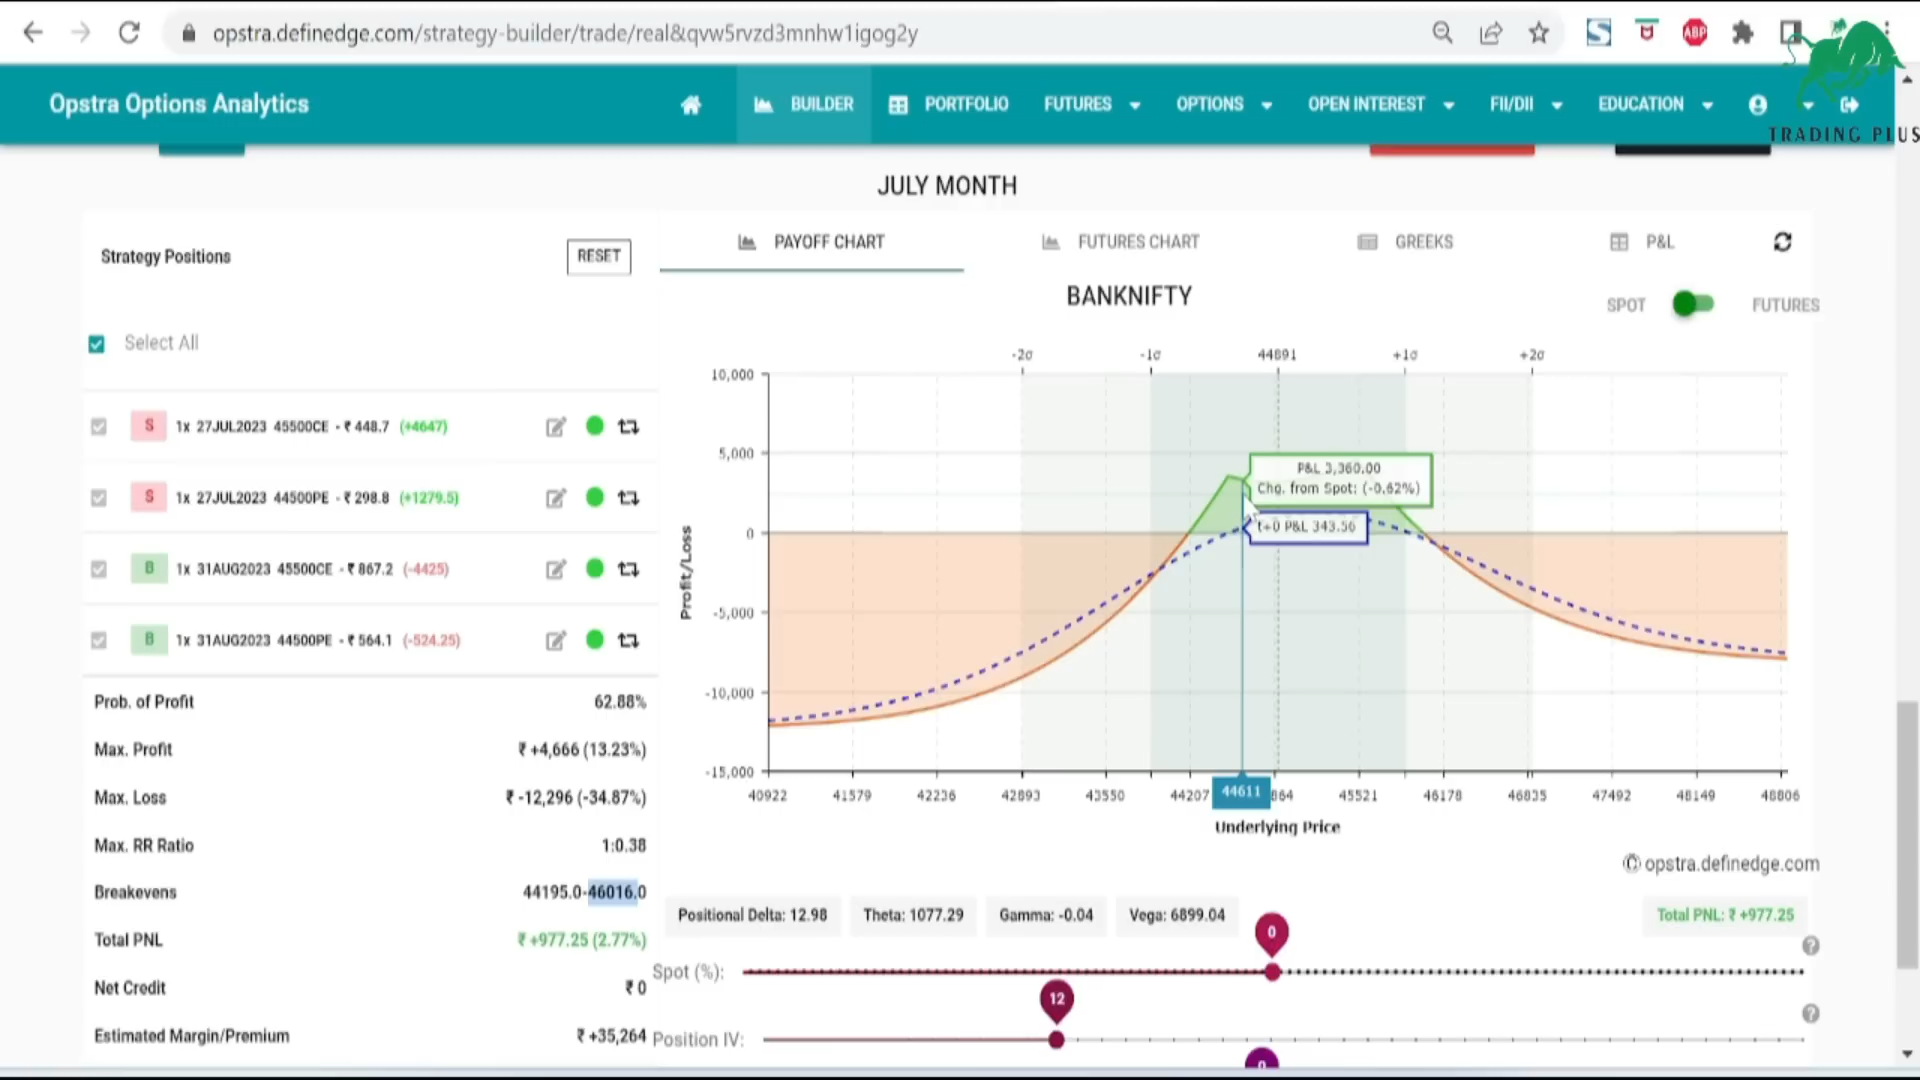 opstra.definedge.com/strategy-builder/trade/real&qvw5rvzd3mnhw1igog2y
ABP
Opstra Options Analytics
BUILDER
PORTFOLIO
FUTURES
OPTIONS
OPEN INTEREST
FII/DII
EDUCATION
TRADING PLUS
JULY MONTH
Strategy Positions
RESET
PAYOFF CHART
FUTURES CHART
GREEKS
P&L
BANKNIFTY
SPOT
FUTURES
Select All
S 1x 27JUL2023 45500CE - ₹ 448.7 (+4647)
S 1x 27JUL2023 44500PE - ₹ 298.8 (+1279.5)
B 1x 31AUG2023 45500CE - ₹ 867.2 (-4425)
B 1x 31AUG2023 44500PE - ₹ 564.1 (-524.25)
Prob. of Profit 62.88%
Max. Profit ₹ +4,666 (13.23%)
Max. Loss ₹ -12,296 (-34.87%)
Max. RR Ratio 1:0.38
Breakevens 44195.0-46016.0
Total PNL ₹ +977.25 (2.77%)
Net Credit ₹ 0
Estimated Margin/Premium ₹ +35,264
-2σ -1σ 44891 +1σ +2σ
10,000
5,000
0
-5,000
-10,000
-15,000
Profit/Loss
P&L 3,360.00
Chg. from Spot: (-0.62%)
t+0 P&L 343.56
40922 41579 42236 42893 43550 44207 44611 864 45521 46178 46835 47492 48149 48806
Underlying Price
© opstra.definedge.com
Positional Delta: 12.98
Theta: 1077.29
Gamma: -0.04
Vega: 6899.04
Total PNL: ₹ +977.25
0
Spot (%):
12
Position IV:
0